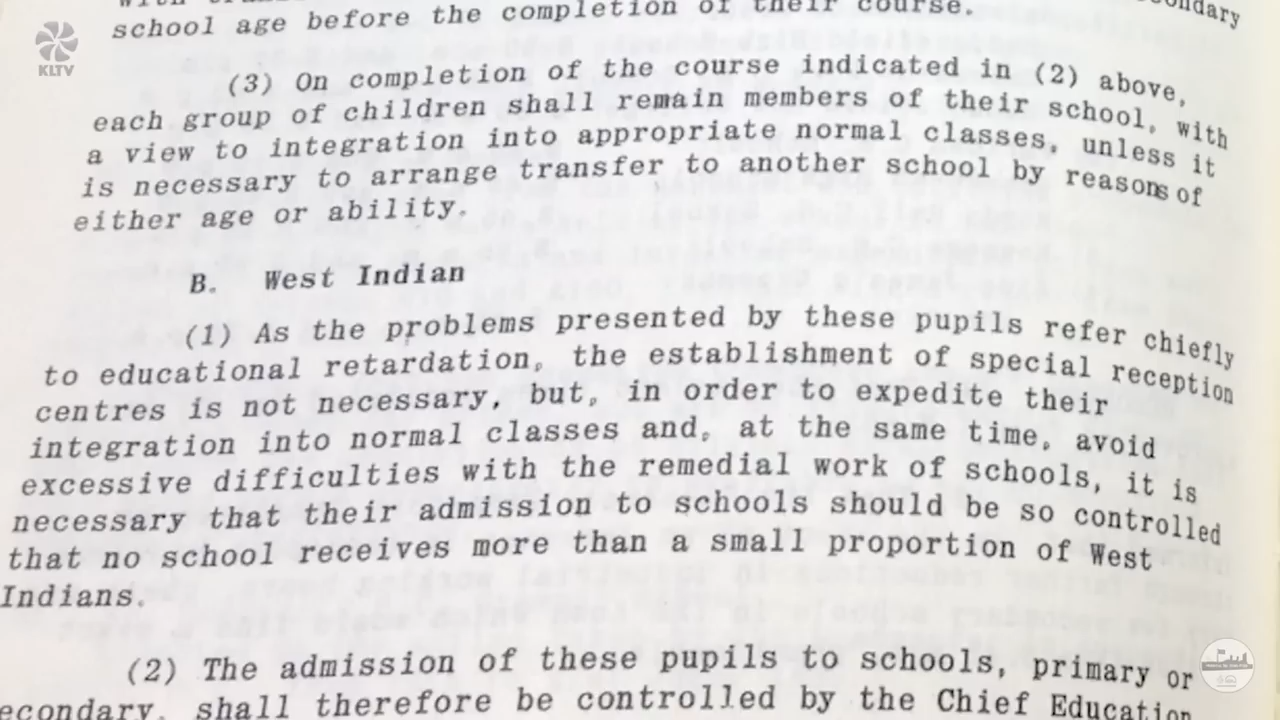 school age before the completion of their course.
(3) On completion of the course indicated in (2) above,
each group of children shall remain members of their school, with
a view to integration into appropriate normal classes, unless it
is necessary to arrange transfer to another school by reasons of
either age or ability.
B. West Indian
(1) As the problems presented by these pupils refer chiefly
to educational retardation, the establishment of special reception
centres is not necessary, but, in order to expedite their
integration into normal classes and, at the same time, avoid
excessive difficulties with the remedial work of schools, it is
necessary that their admission to schools should be so controlled
that no school receives more than a small proportion of West
Indians.
(2) The admission of these pupils to schools, primary or
econdary, shall therefore be controlled by the Chief Education
KLTV